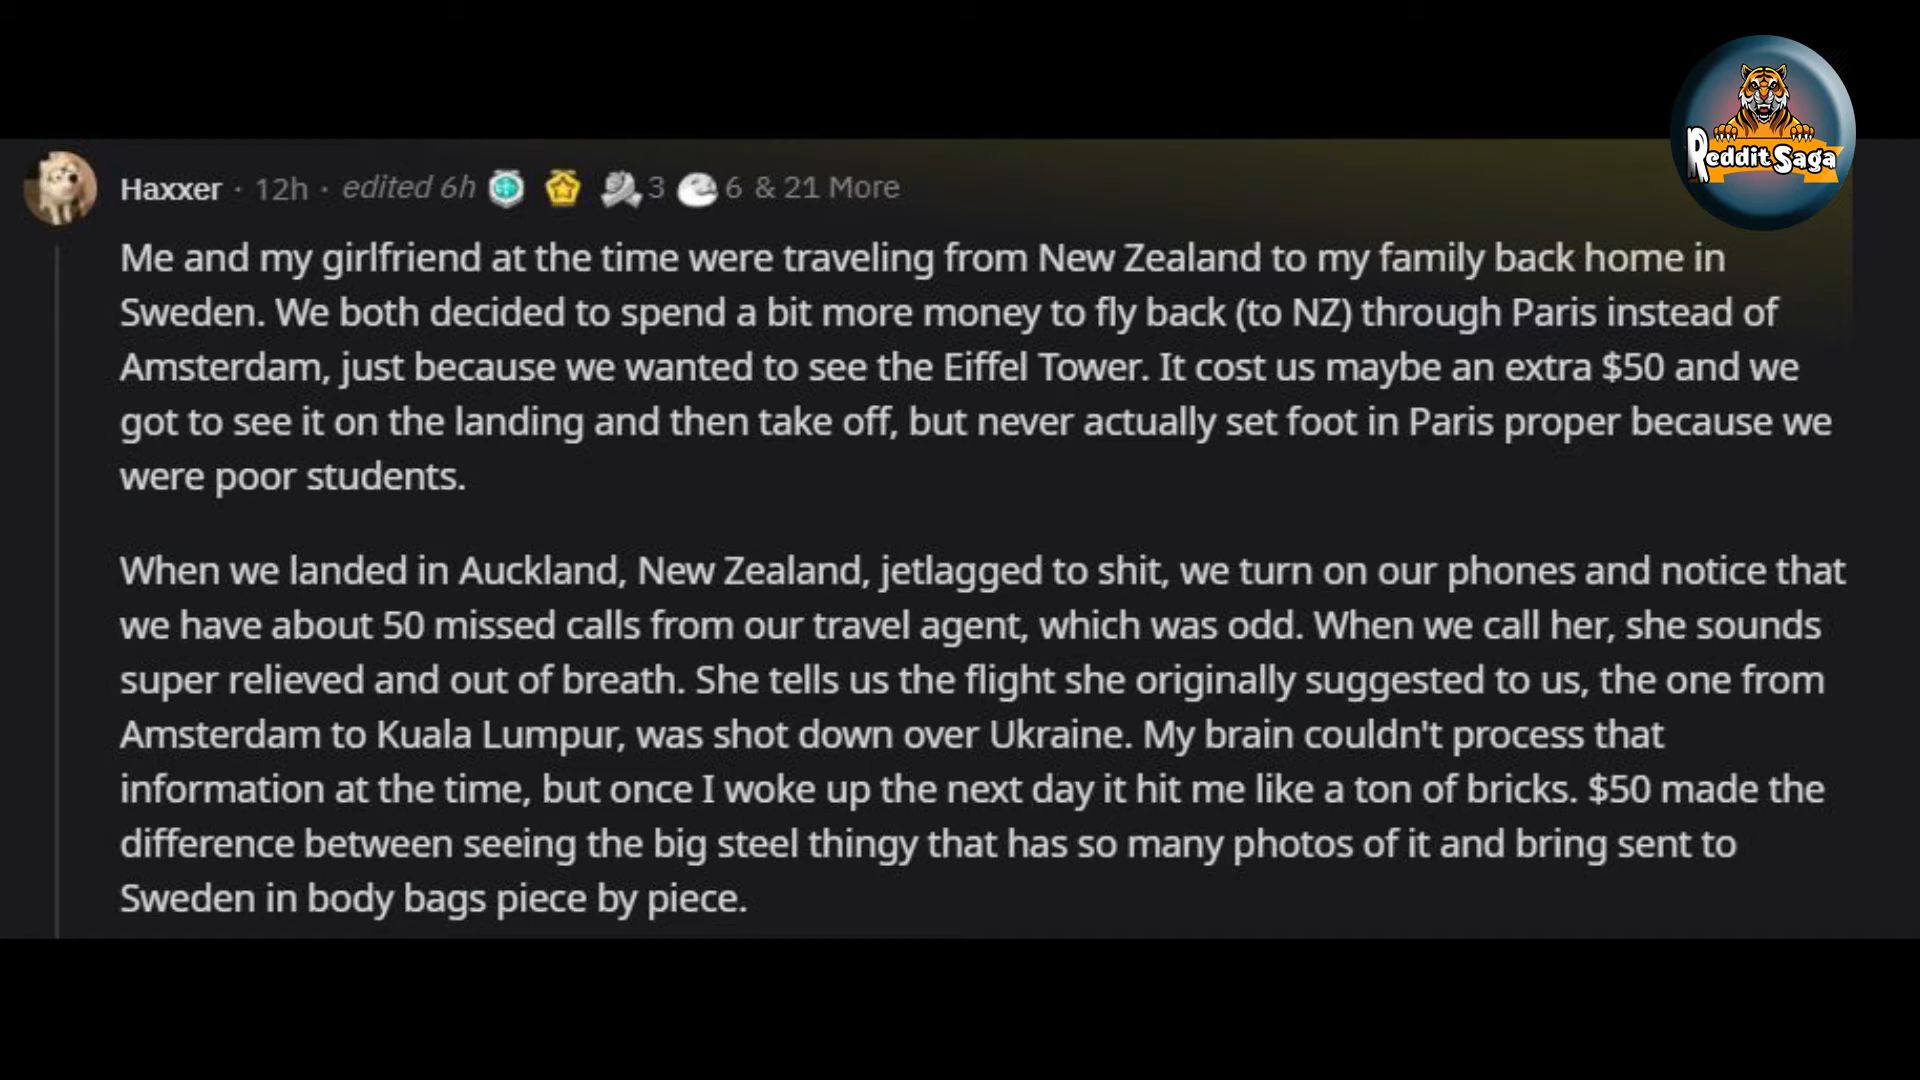 Reddit Saga
Haxxer · 12h · edited 6h 3 6 & 21 More
Me and my girlfriend at the time were traveling from New Zealand to my family back home in
Sweden. We both decided to spend a bit more money to fly back (to NZ) through Paris instead of
Amsterdam, just because we wanted to see the Eiffel Tower. It cost us maybe an extra $50 and we
got to see it on the landing and then take off, but never actually set foot in Paris proper because we
were poor students.
When we landed in Auckland, New Zealand, jetlagged to shit, we turn on our phones and notice that
we have about 50 missed calls from our travel agent, which was odd. When we call her, she sounds
super relieved and out of breath. She tells us the flight she originally suggested to us, the one from
Amsterdam to Kuala Lumpur, was shot down over Ukraine. My brain couldn't process that
information at the time, but once I woke up the next day it hit me like a ton of bricks. $50 made the
difference between seeing the big steel thingy that has so many photos of it and bring sent to
Sweden in body bags piece by piece.